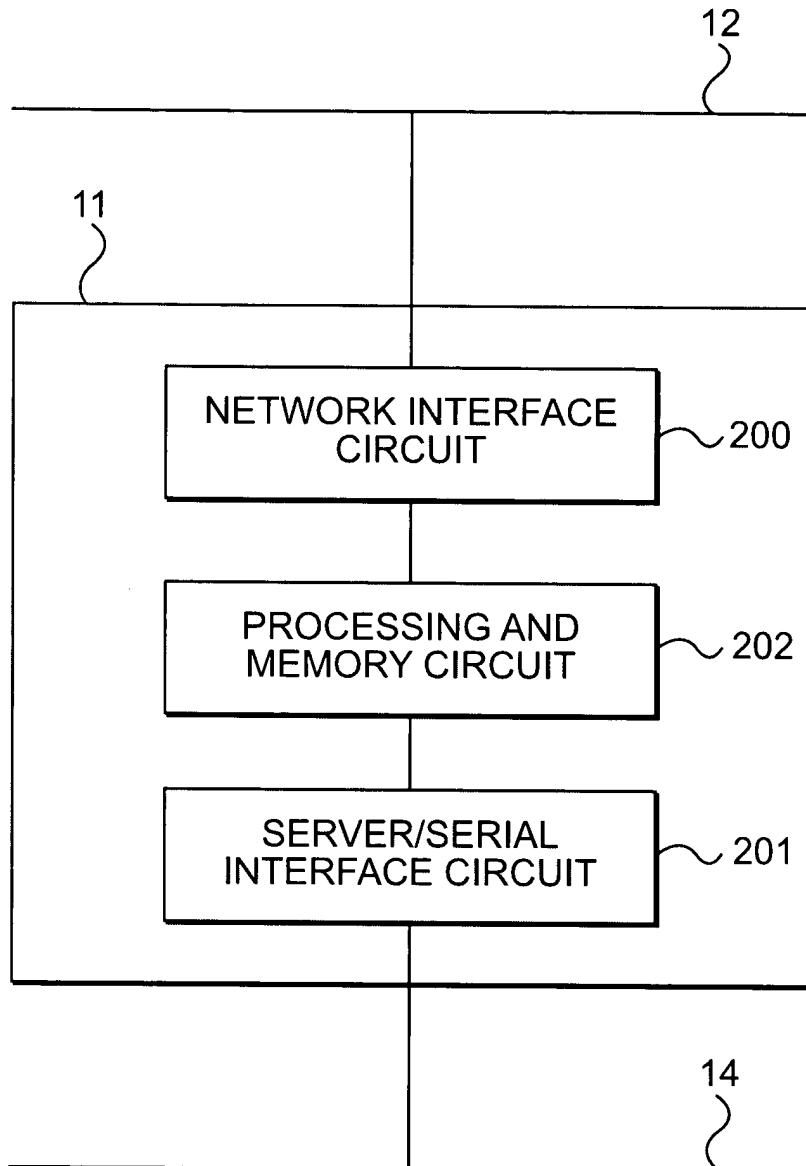 12
11
NETWORK INTERFACE
CIRCUIT
200
PROCESSING AND
MEMORY CIRCUIT
202
SERVER/SERIAL
INTERFACE CIRCUIT
201
14